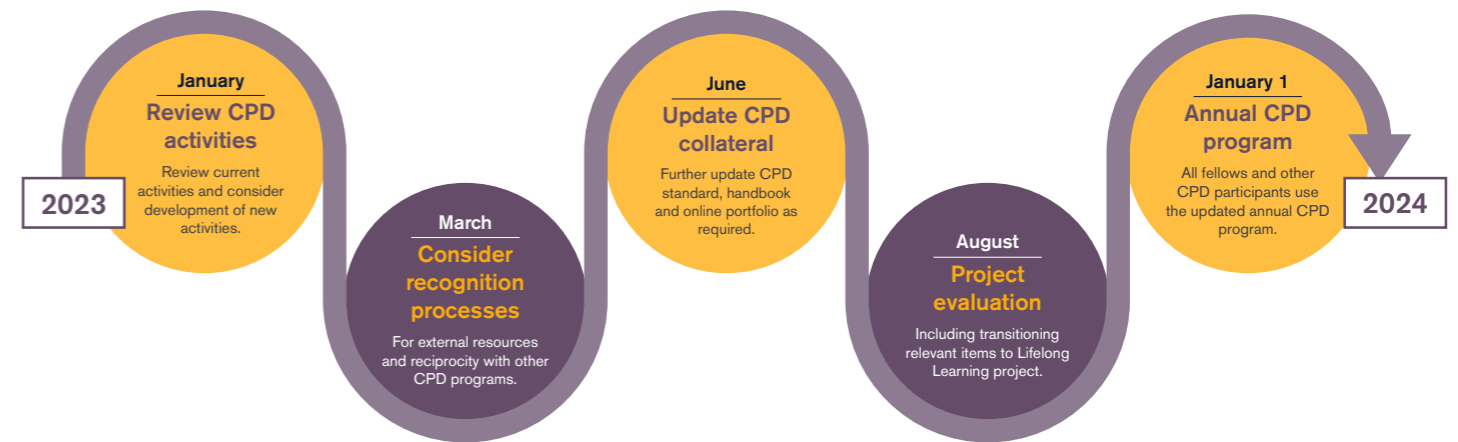 2023
January
Review CPD
activities
Review current
activities and consider
development of new
activities.
March
Consider
recognition
processes
For external resources
and reciprocity with other
CPD programs.
June
Update CPD
collateral
Further update CPD
standard, handbook
and online portfolio as
required.
August
Project
evaluation
Including transitioning
relevant items to Lifelong
Learning project.
January 1
Annual CPD
program
All fellows and other
CPD participants use
the updated annual CPD
program.
2024